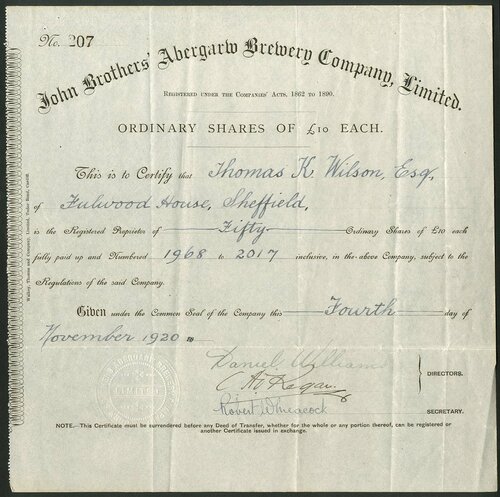 No. 207
John Brothers' Abergarw Brewery Company, Limited.
Registered under the Companies' Acts, 1862 to 1890.
ORDINARY SHARES OF £10 EACH.
This is to Certify that Thomas K. Wilson, Esq,
of Fulwood House, Sheffield,
is the Registered Proprietor of Fifty Ordinary Shares of £10 each
fully paid up and Numbered 1968 to 2017 inclusive, in the above Company, subject to the
Regulations of the said Company.
Given under the Common Seal of the Company this Fourth day of
November 1920
Daniel Williams
DIRECTORS.
Robert Wheacock
SECRETARY.
NOTE.—This Certificate must be surrendered before any Deed of Transfer, whether for the whole or any portion thereof, can be registered or
another Certificate issued in exchange.
LIMITED